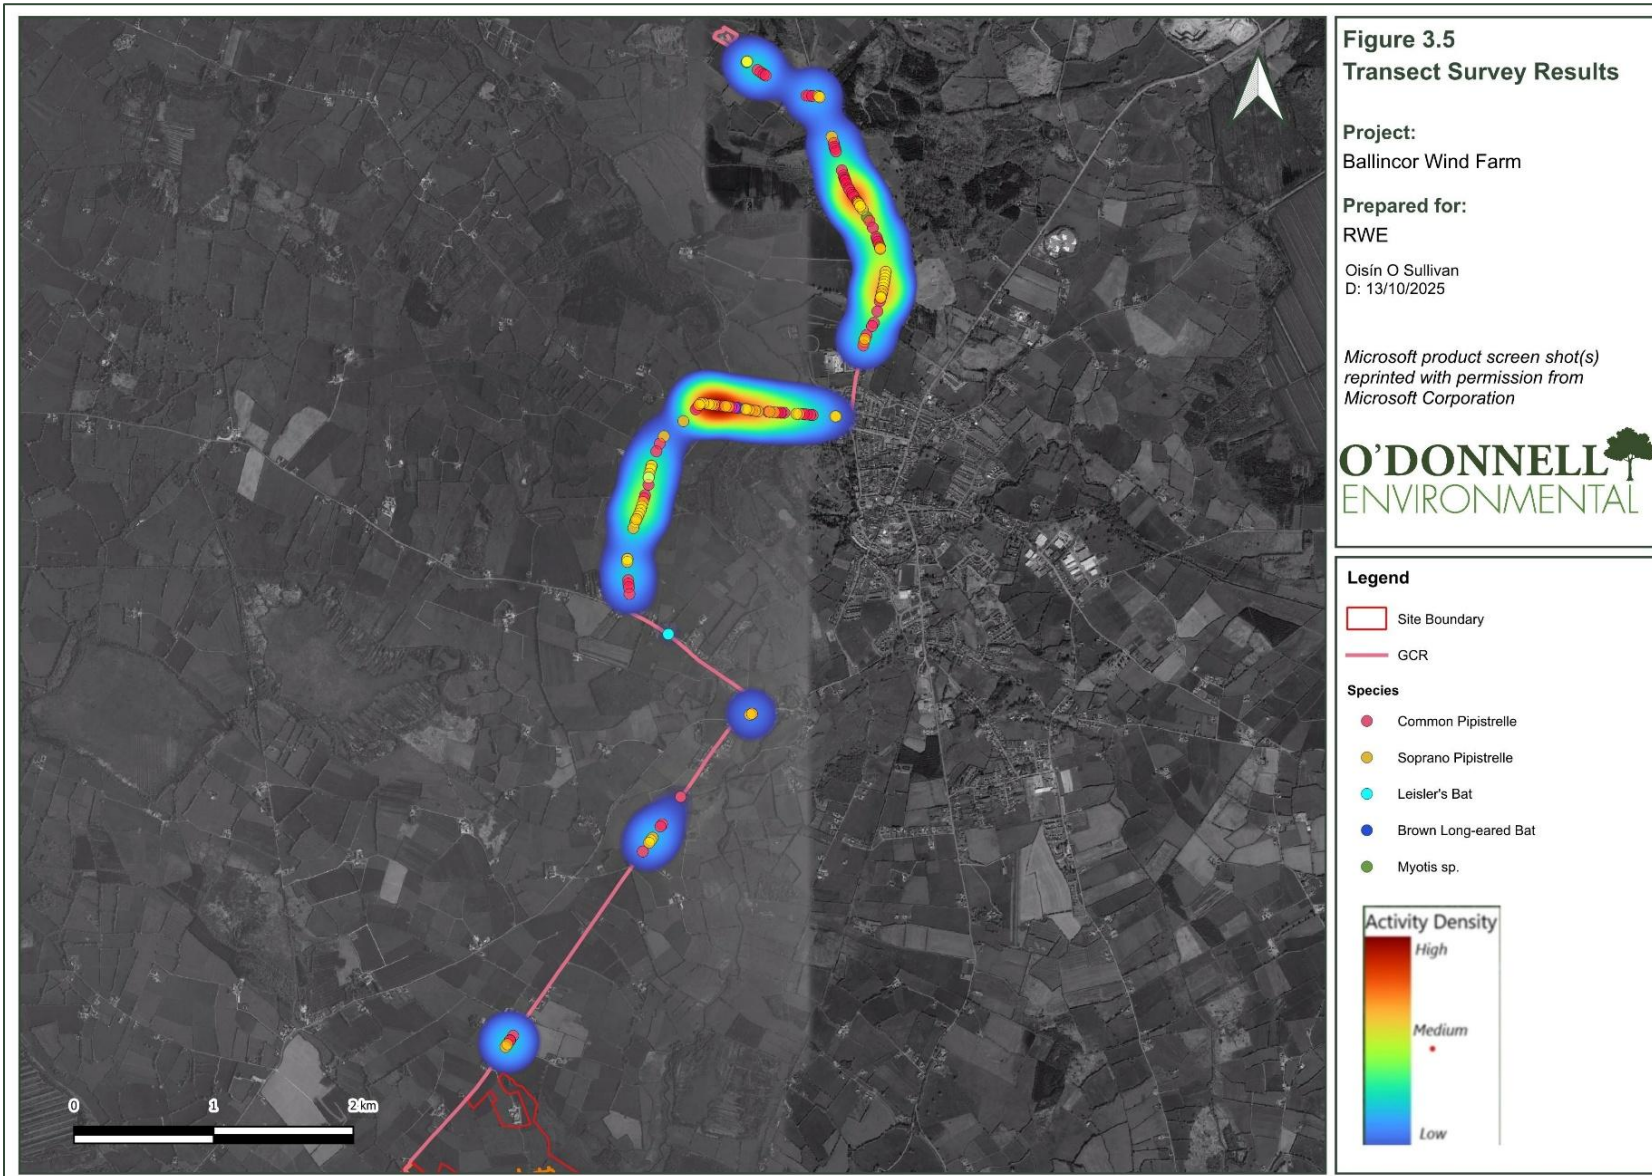 Figure 3.5
Transect Survey Results
Project:
Ballincor Wind Farm
Prepared for:
RWE
Oisín O Sullivan
D: 13/10/2025
Microsoft product screen shot(s)
reprinted with permission from
Microsoft Corporation
O'DONNELL
ENVIRONMENTAL
Legend
Site Boundary
GCR
Species
Common Pipistrelle
Soprano Pipistrelle
Leisler's Bat
Brown Long-eared Bat
Myotis sp.
Activity Density
High
Medium
Low
0 1 2 km